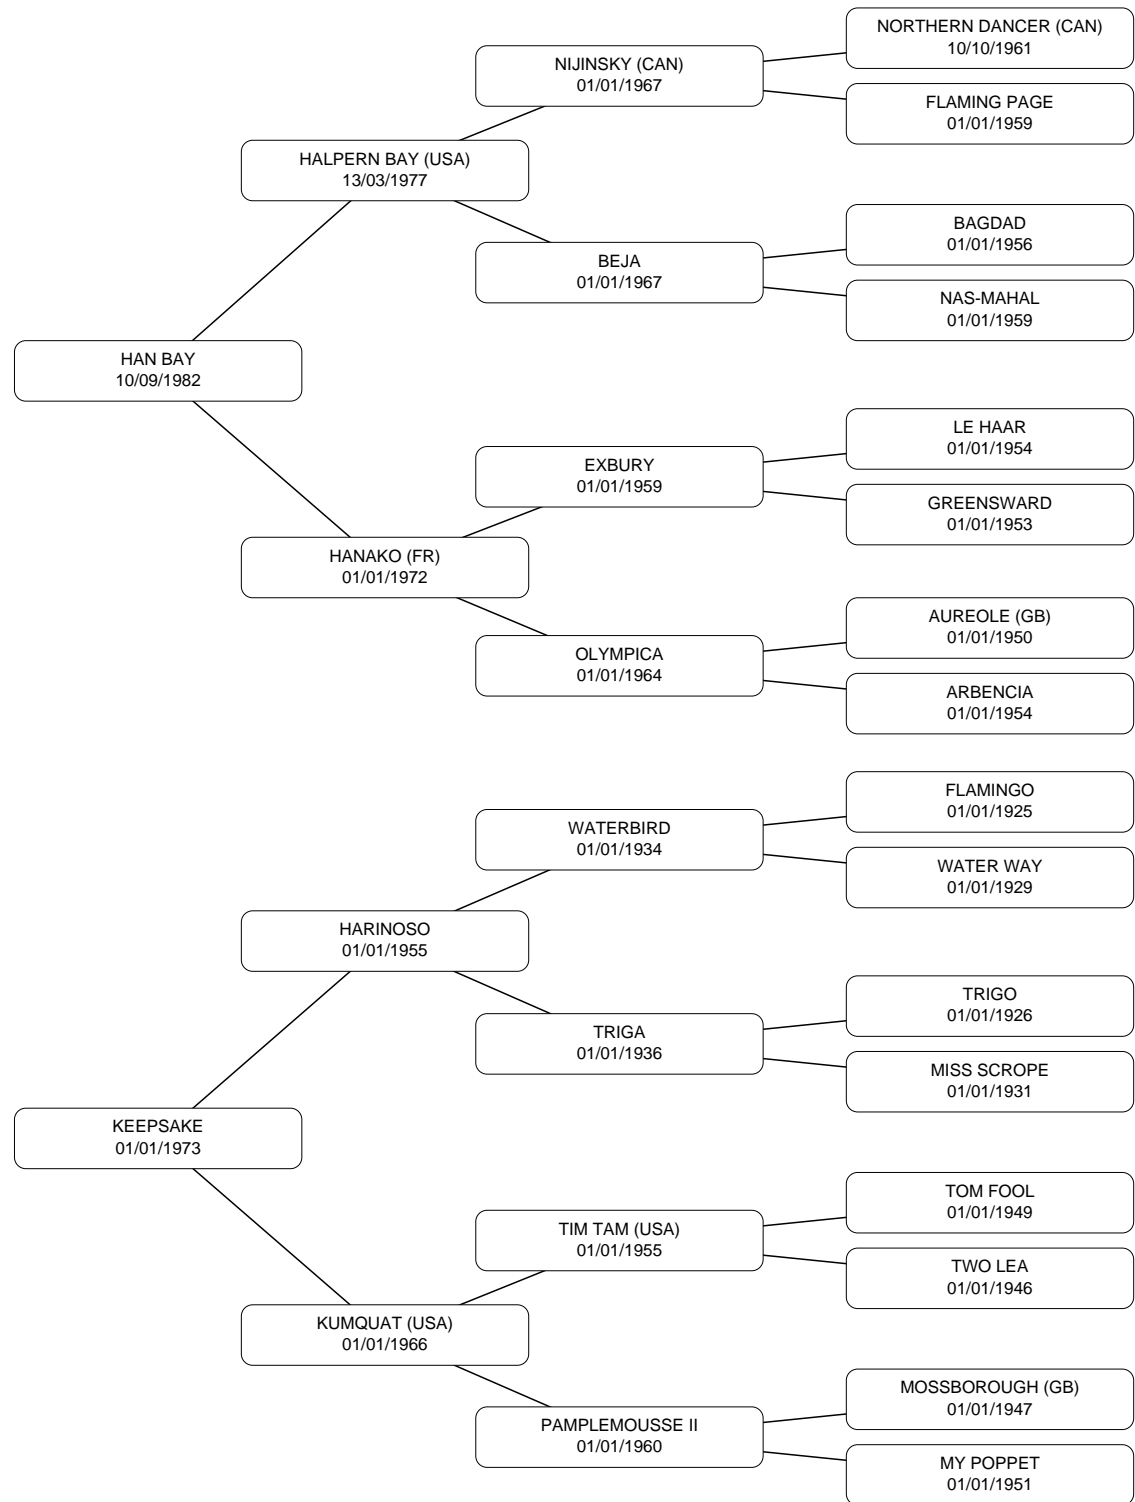 NORTHERN DANCER (CAN)
10/10/1961
NIJINSKY (CAN)
01/01/1967
FLAMING PAGE
01/01/1959
HALPERN BAY (USA)
13/03/1977
BAGDAD
01/01/1956
BEJA
01/01/1967
NAS-MAHAL
01/01/1959
HAN BAY
10/09/1982
LE HAAR
01/01/1954
EXBURY
01/01/1959
GREENSWARD
01/01/1953
HANAKO (FR)
01/01/1972
AUREOLE (GB)
01/01/1950
OLYMPICA
01/01/1964
ARBENCIA
01/01/1954
FLAMINGO
01/01/1925
WATERBIRD
01/01/1934
WATER WAY
01/01/1929
HARINOSO
01/01/1955
TRIGO
01/01/1926
TRIGA
01/01/1936
MISS SCROPE
01/01/1931
KEEPSAKE
01/01/1973
TOM FOOL
01/01/1949
TIM TAM (USA)
01/01/1955
TWO LEA
01/01/1946
KUMQUAT (USA)
01/01/1966
MOSSBOROUGH (GB)
01/01/1947
PAMPLEMOUSSE II
01/01/1960
MY POPPET
01/01/1951